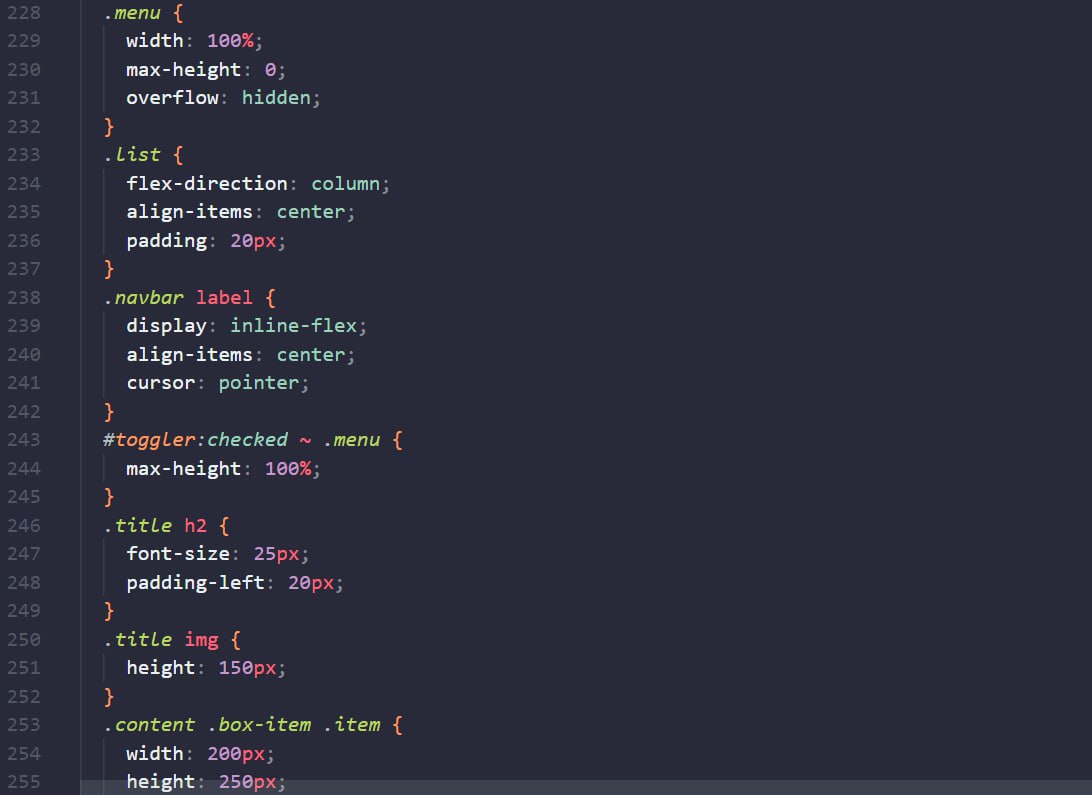 228 .menu {
229 width: 100%;
230 max-height: 0;
231 overflow: hidden;
232 }
233 .list {
234 flex-direction: column;
235 align-items: center;
236 padding: 20px;
237 }
238 .navbar label {
239 display: inline-flex;
240 align-items: center;
241 cursor: pointer;
242 }
243 #toggler:checked ~ .menu {
244 max-height: 100%;
245 }
246 .title h2 {
247 font-size: 25px;
248 padding-left: 20px;
249 }
250 .title img {
251 height: 150px;
252 }
253 .content .box-item .item {
254 width: 200px;
255 height: 250px;